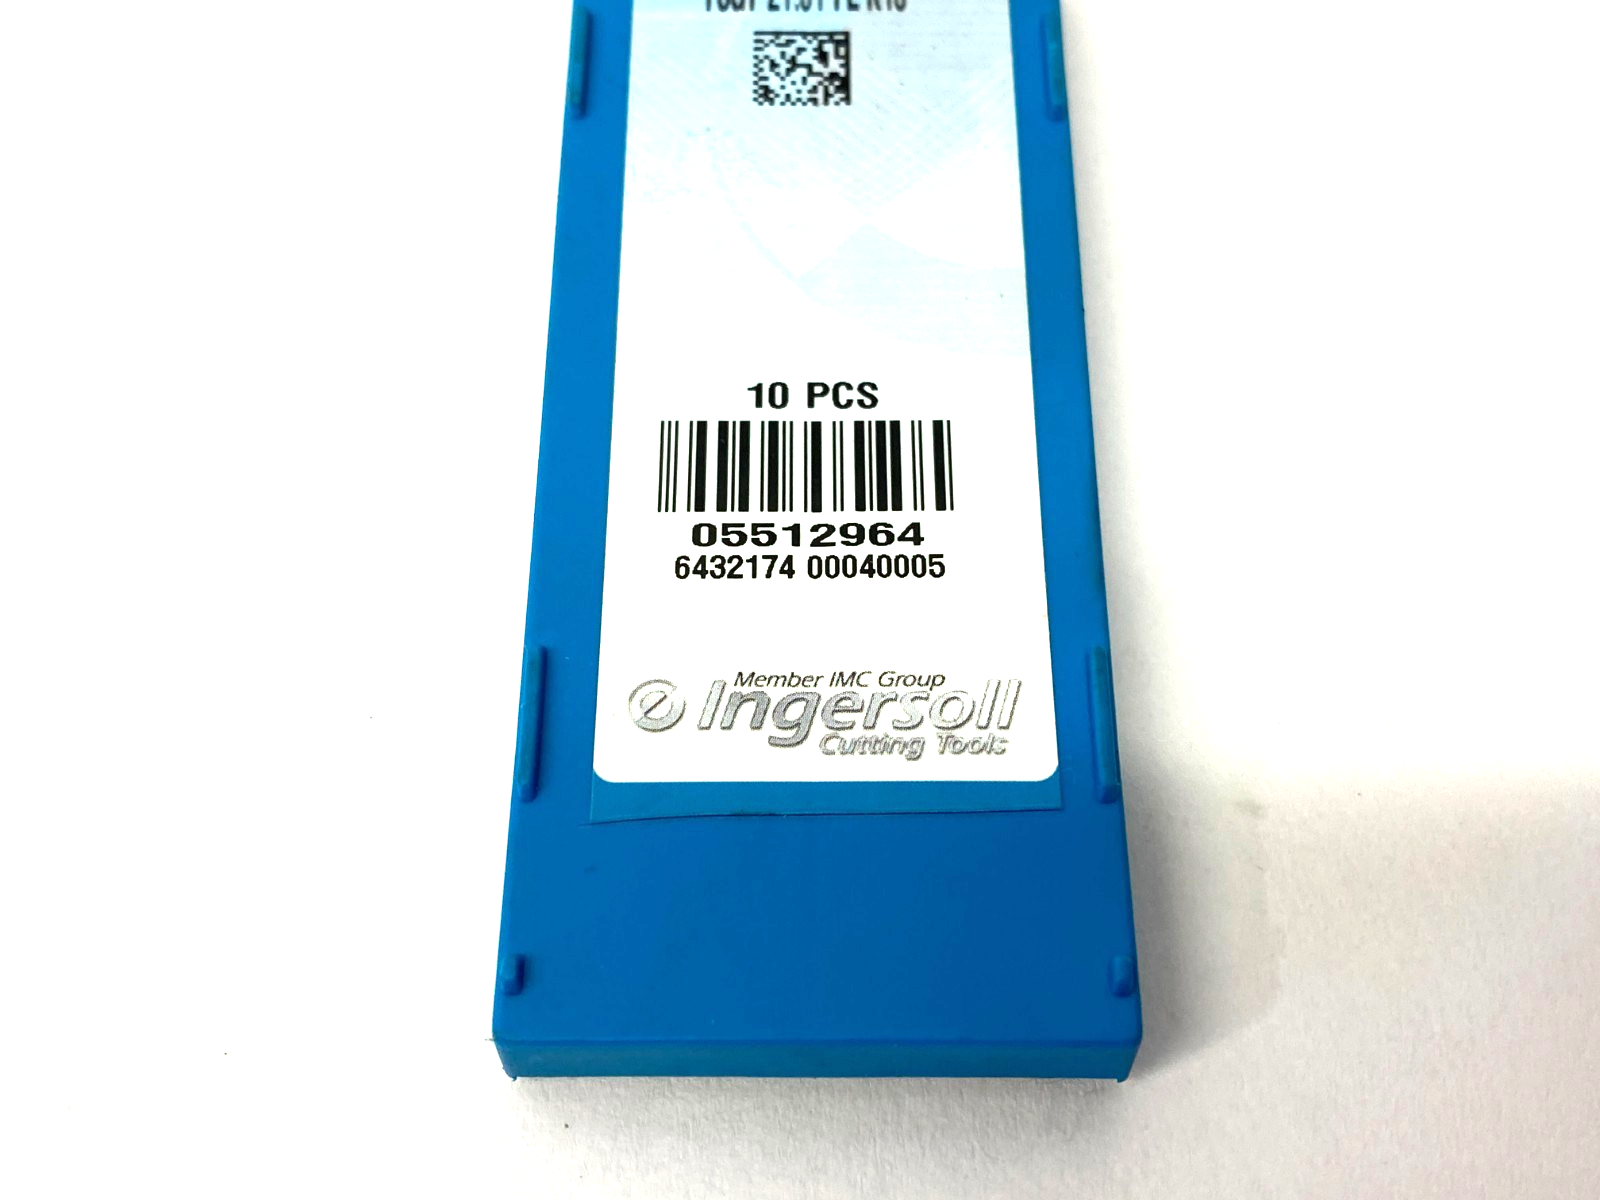 10 PCS
05512964
6432174 00040005
Member IMC Group
Ingersoll
Cutting Tools